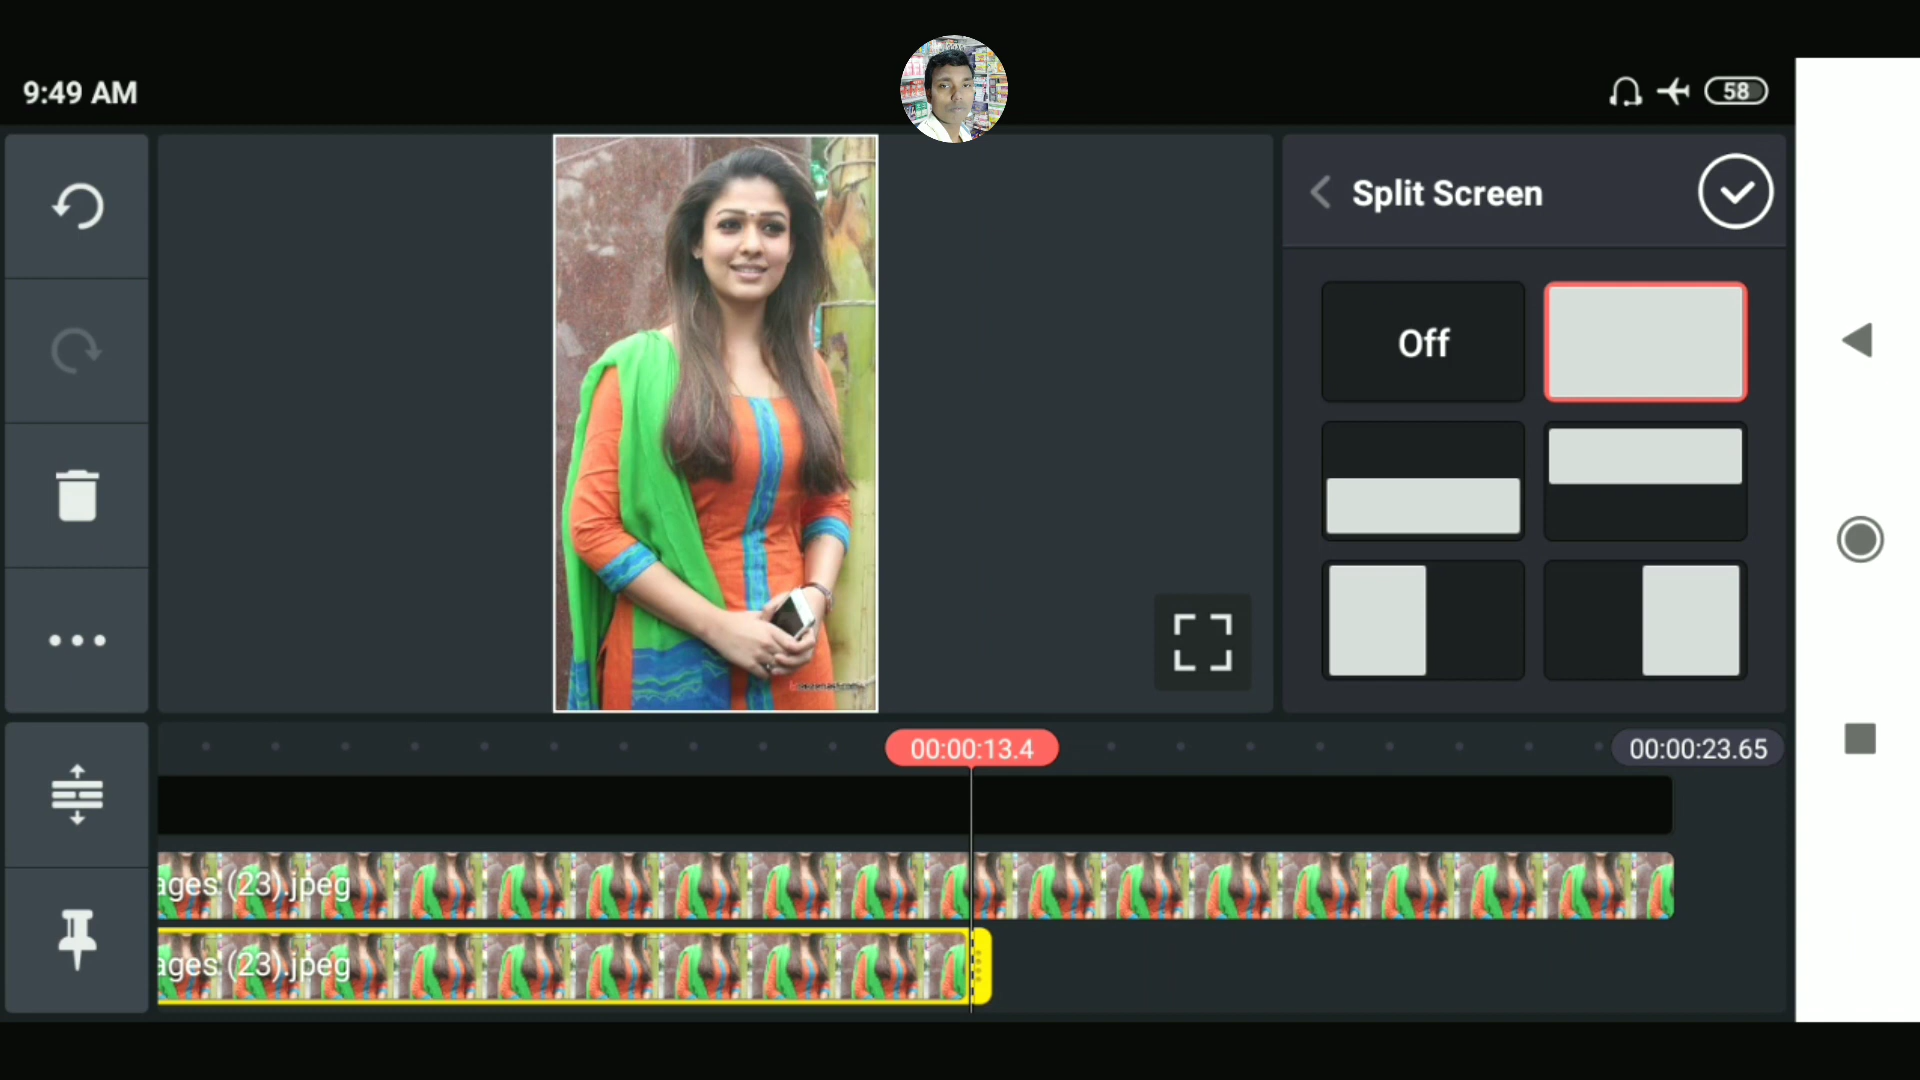 9:49 AM
58
Split Screen
Off
00:00:13.4
00:00:23.65
ages (23).jpeg
ages (23).jpeg